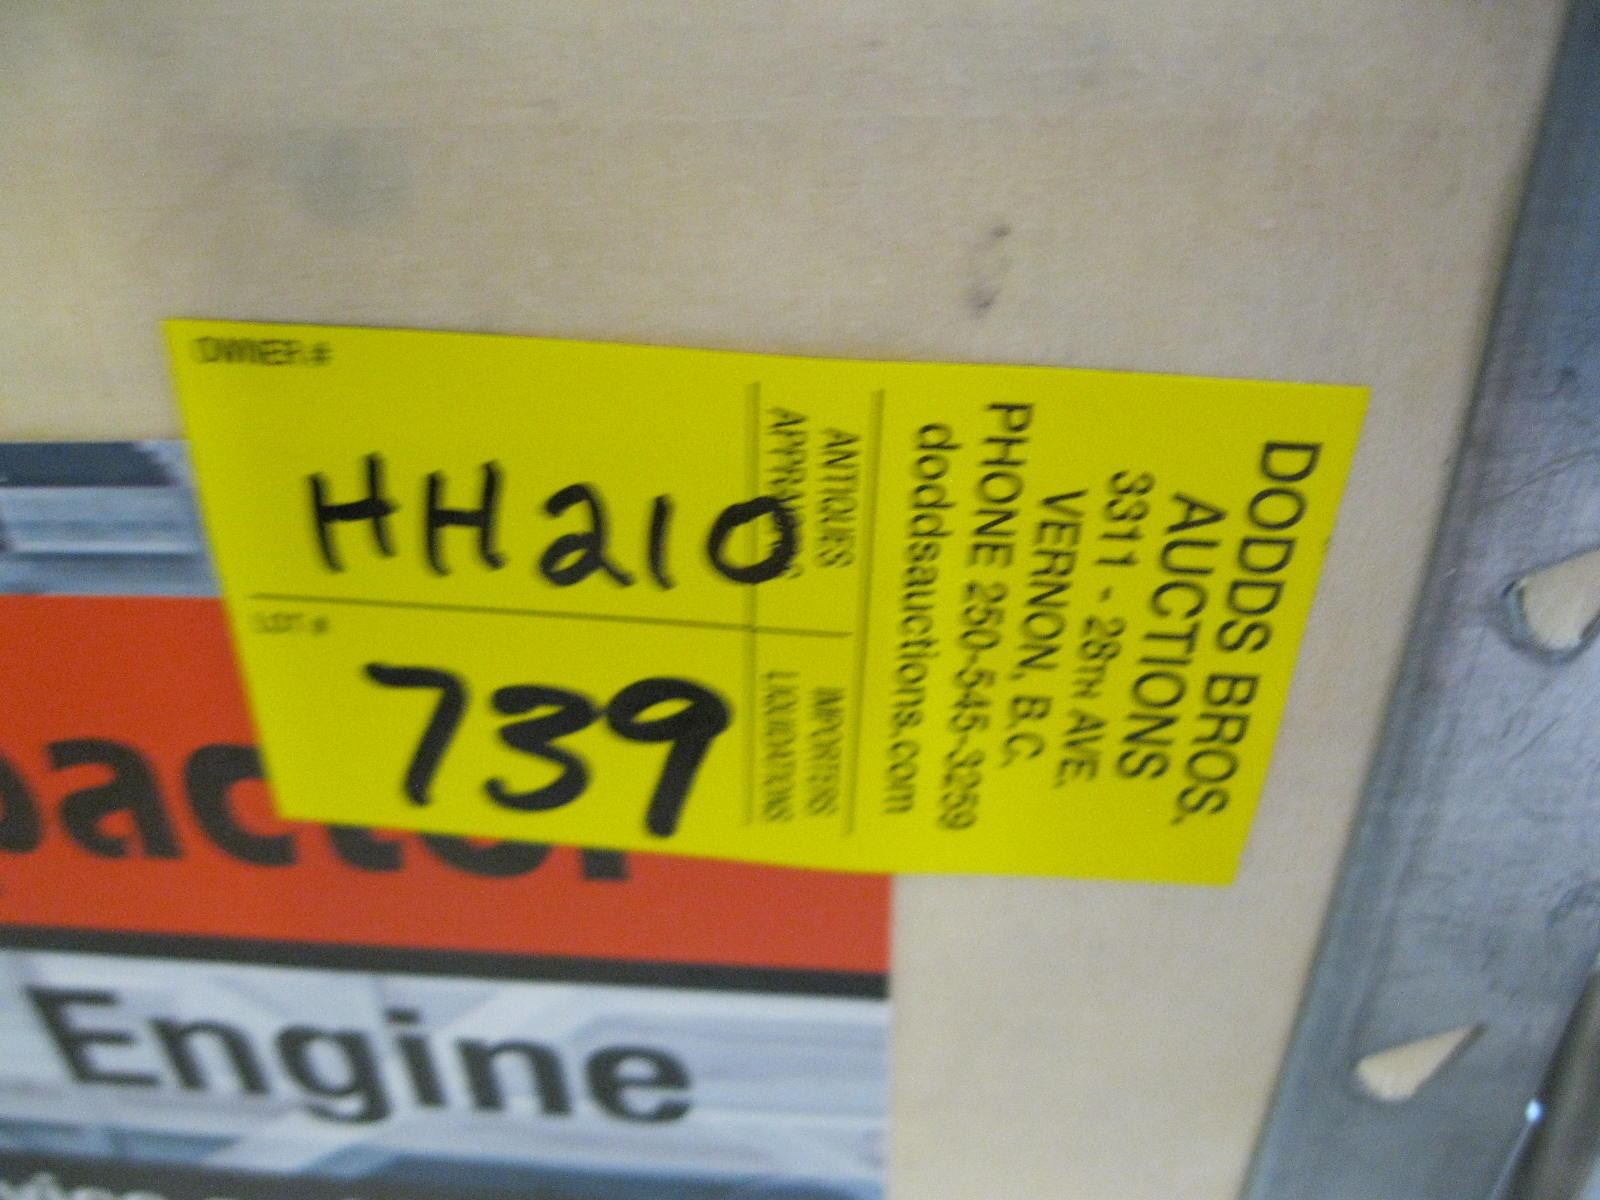 OWNER #
HH210
LOT #
739
ANTIQUES
APPRAISALS
IMPORTERS
LIQUIDATIONS
DODDS BROS.
AUCTIONS
3311 - 28TH AVE.
VERNON, B.C.
PHONE 250-545-3259
doddsauctions.com
Engine